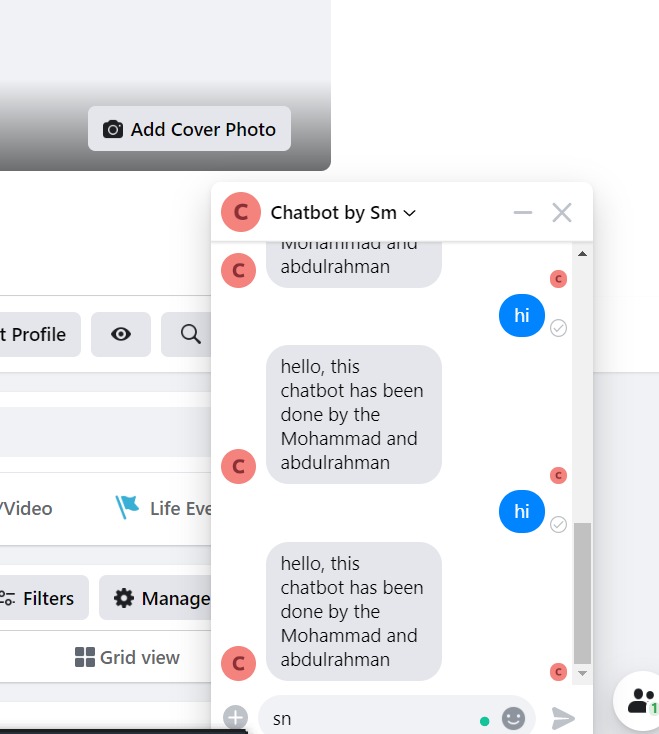 Add Cover Photo
C Chatbot by Sm
Mohammad and
abdulrahman
C
C
hi
t Profile
hello, this
chatbot has been
done by the
Mohammad and
abdulrahman
C
C
/Video
Life Eve
hi
hello, this
chatbot has been
done by the
Mohammad and
abdulrahman
C
C
Filters
Manage
Grid view
sn
1